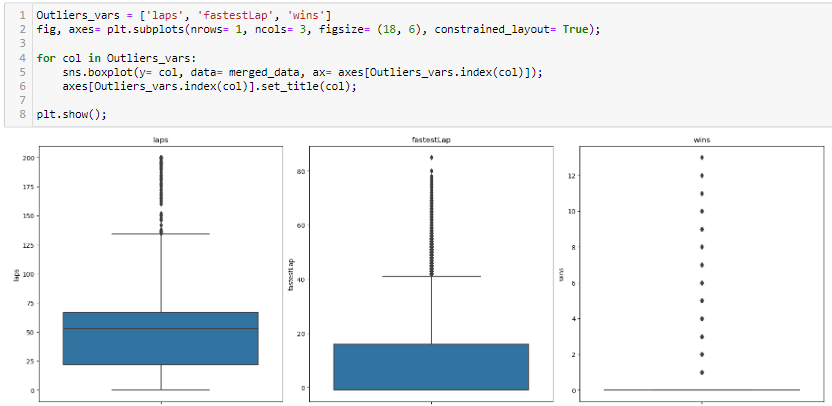 1 Outliers_vars = ['laps', 'fastestLap', 'wins']
2 fig, axes= plt.subplots(nrows= 1, ncols= 3, figsize= (18, 6), constrained_layout= True);
3
4 for col in Outliers_vars:
5     sns.boxplot(y= col, data= merged_data, ax= axes[Outliers_vars.index(col)]);
6     axes[Outliers_vars.index(col)].set_title(col);
7
8 plt.show();
laps
200
175
150
125
100
75
50
25
0
laps
fastestLap
80
60
40
20
0
fastestLap
wins
12
10
8
6
4
2
0
wins